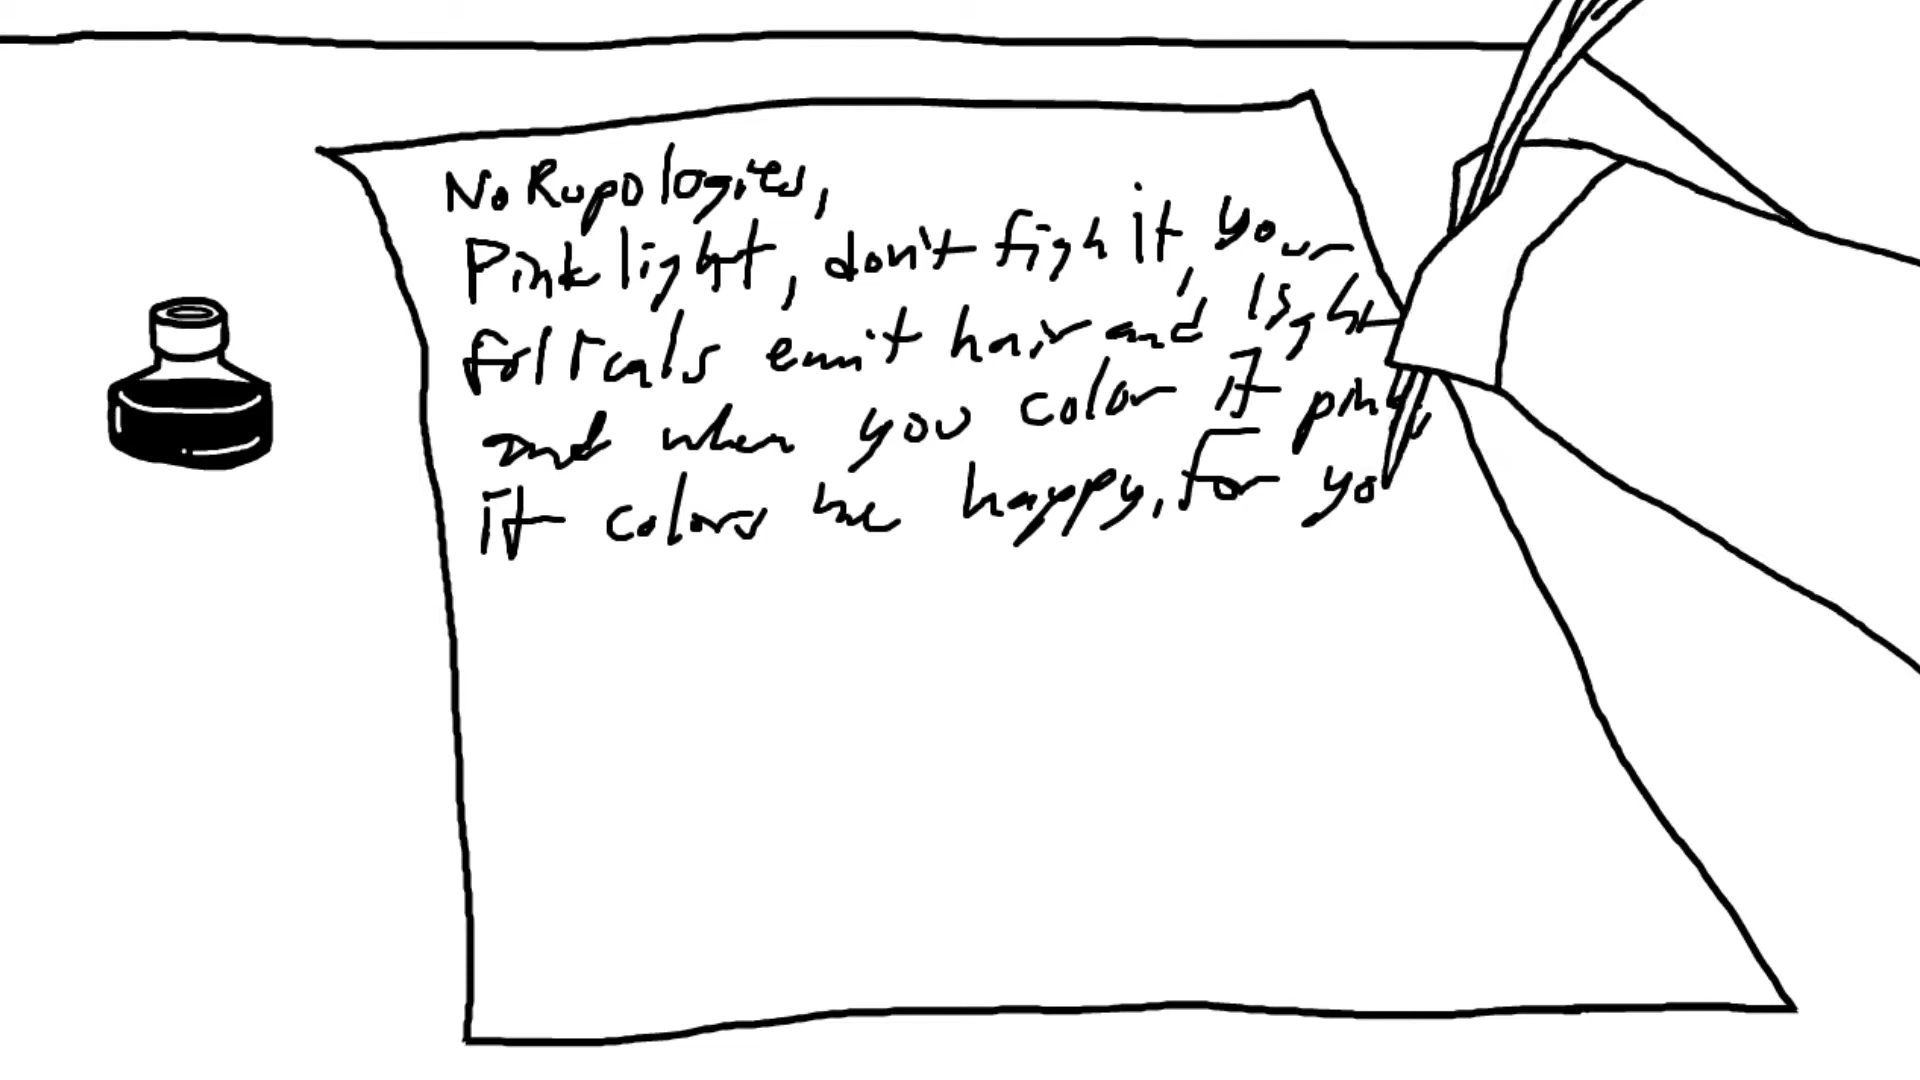 No Rupologies,
Pink light, don't figh it, your
follicals emit hair and light
and when you color it pink
it colors me happy, for yo